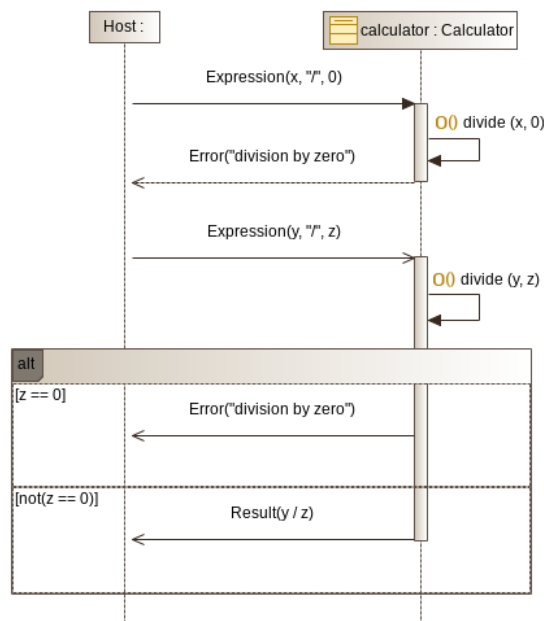 Host :
calculator : Calculator
Expression(x, "/", 0)
O() divide (x, 0)
Error("division by zero")
Expression(y, "/", z)
O() divide (y, z)
alt
[z == 0]
Error("division by zero")
[not(z == 0)]
Result(y / z)